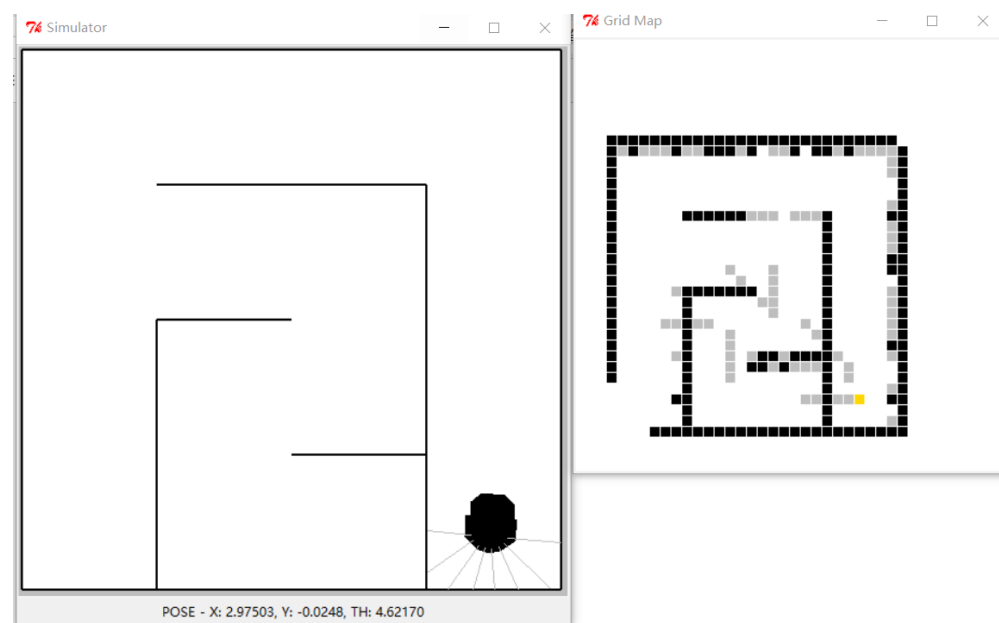 Simulator
Grid Map
POSE - X: 2.97503, Y: -0.0248, TH: 4.62170